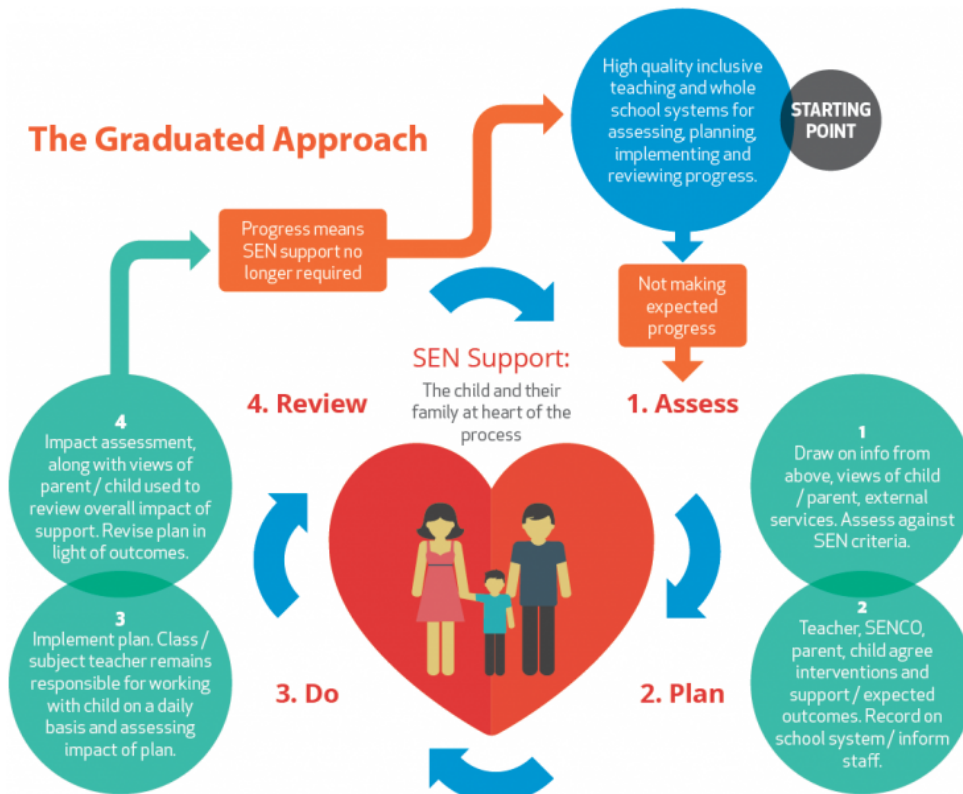 The Graduated Approach
High quality inclusive
teaching and whole
school systems for
assessing, planning,
implementing and
reviewing progress.
STARTING
POINT
Progress means
SEN support no
longer required
Not making
expected
progress
SEN Support:
The child and their
family at heart of the
process
4. Review
1. Assess
4
Impact assessment,
along with views of
parent / child used to
review overall impact of
support. Revise plan in
light of outcomes.
1
Draw on info from
above, views of child
/ parent, external
services. Assess against
SEN criteria.
3
Implement plan. Class /
subject teacher remains
responsible for working
with child on a daily
basis and assessing
impact of plan.
3. Do
2. Plan
2
Teacher, SENCO,
parent, child agree
interventions and
support / expected
outcomes. Record on
school system / inform
staff.